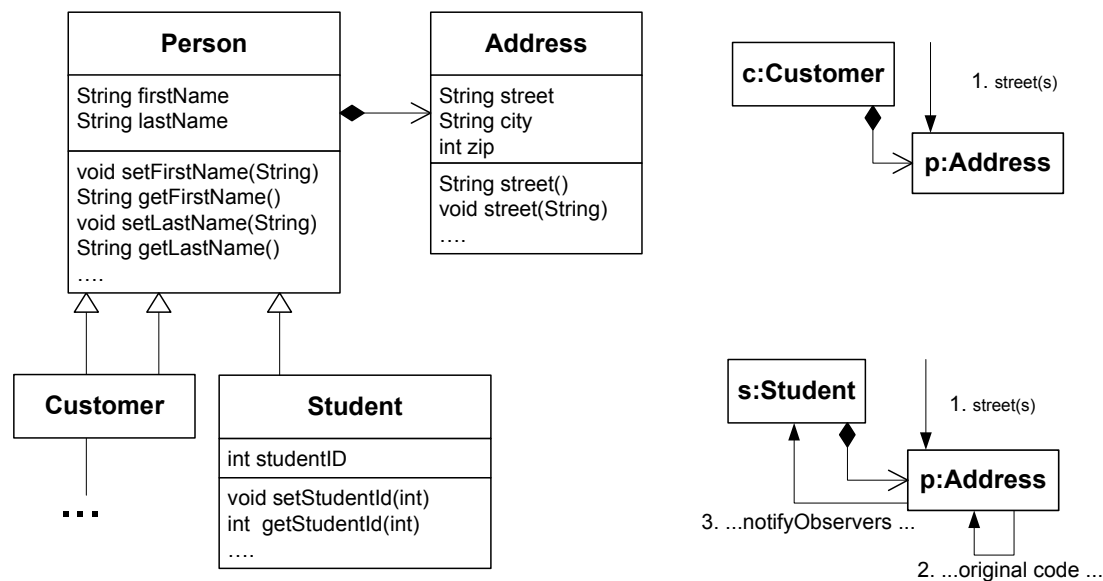 Person
String firstName
String lastName
void setFirstName(String)
String getFirstName()
void setLastName(String)
String getLastName()
....
Address
String street
String city
int zip
String street()
void street(String)
....
Customer
...
Student
int studentID
void setStudentId(int)
int getStudentId(int)
....
c:Customer
1. street(s)
p:Address
s:Student
1. street(s)
p:Address
3. ...notifyObservers ...
2. ...original code ...